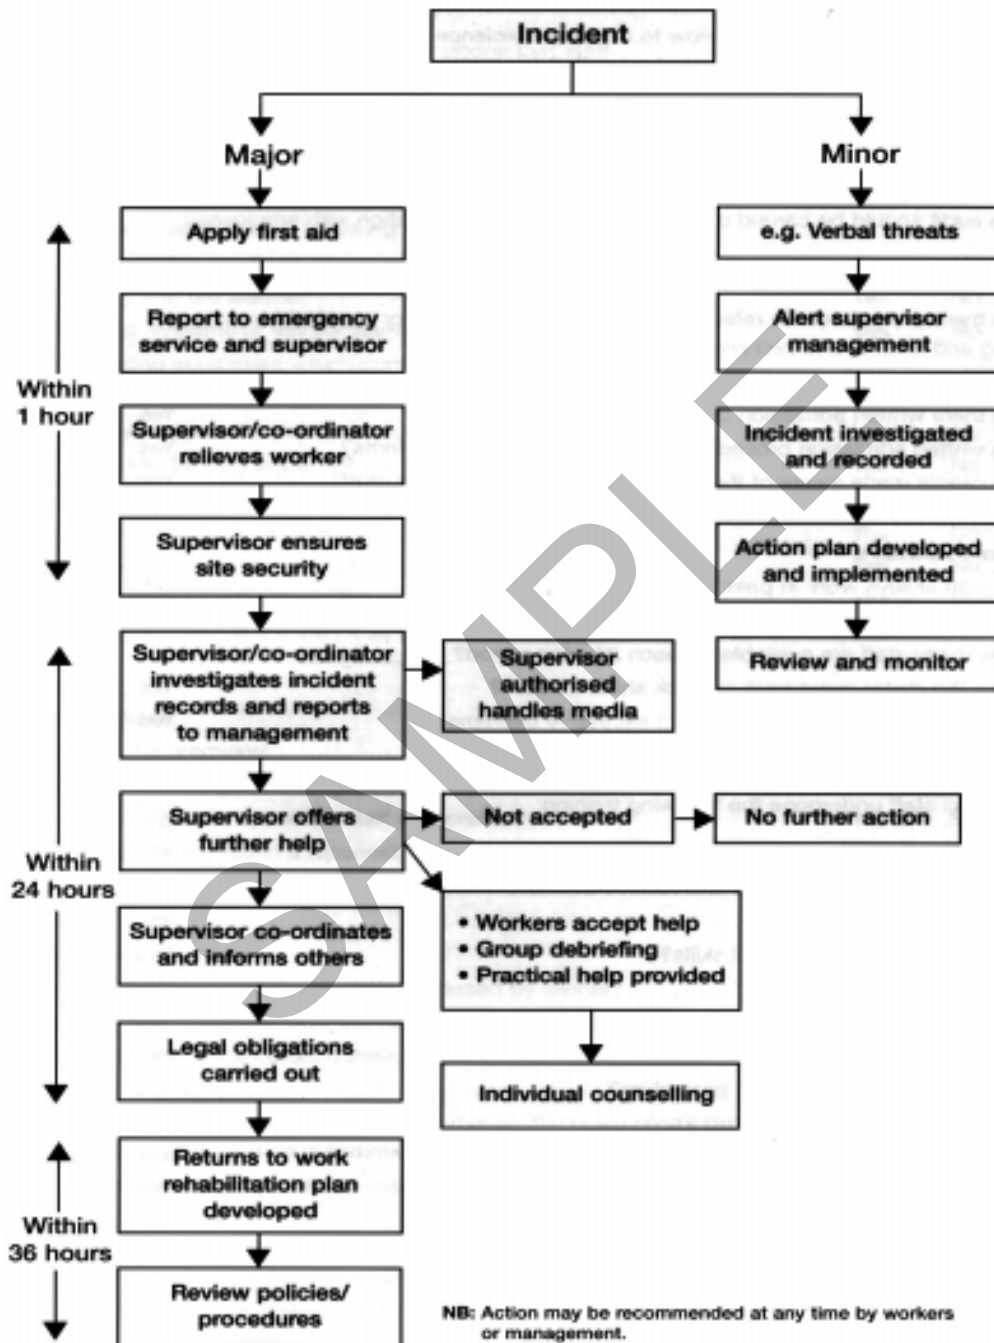 Incident
Major
Minor
Within
1 hour
Apply first aid
Report to emergency
service and supervisor
Supervisor/co-ordinator
relieves worker
Supervisor ensures
site security
e.g. Verbal threats
Alert supervisor
management
Incident investigated
and recorded
Action plan developed
and implemented
Review and monitor
Within
24 hours
Supervisor/co-ordinator
investigates incident
records and reports
to management
Supervisor
authorised
handles media
Supervisor offers
further help
Not accepted
No further action
Supervisor co-ordinates
and informs others
• Workers accept help
• Group debriefing
• Practical help provided
Legal obligations
carried out
Individual counselling
Within
36 hours
Returns to work
rehabilitation plan
developed
Review policies/
procedures
NB: Action may be recommended at any time by workers
or management.
SAMPLE